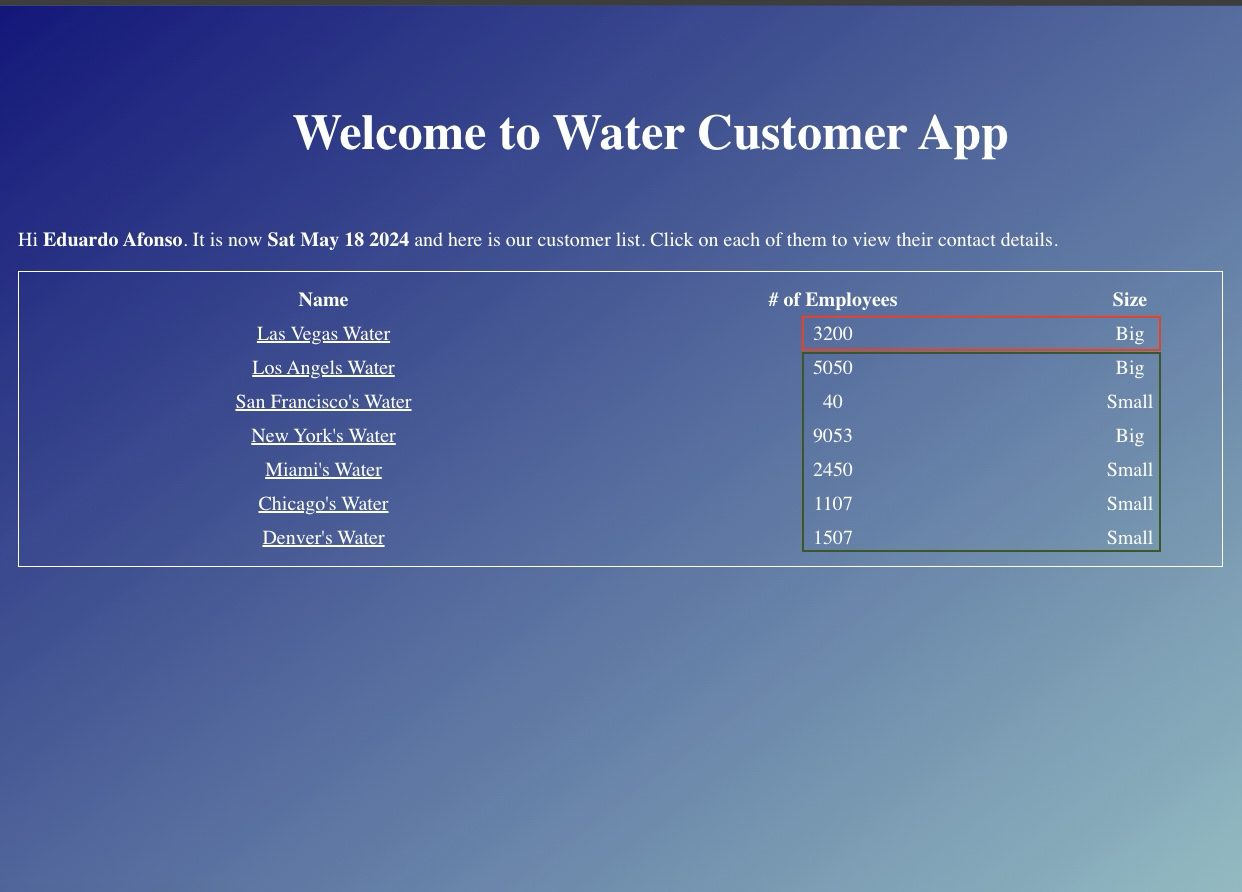 Welcome to Water Customer App
Hi Eduardo Afonso. It is now Sat May 18 2024 and here is our customer list. Click on each of them to view their contact details.
Name # of Employees Size
Las Vegas Water 3200 Big
Los Angels Water 5050 Big
San Francisco's Water 40 Small
New York's Water 9053 Big
Miami's Water 2450 Small
Chicago's Water 1107 Small
Denver's Water 1507 Small